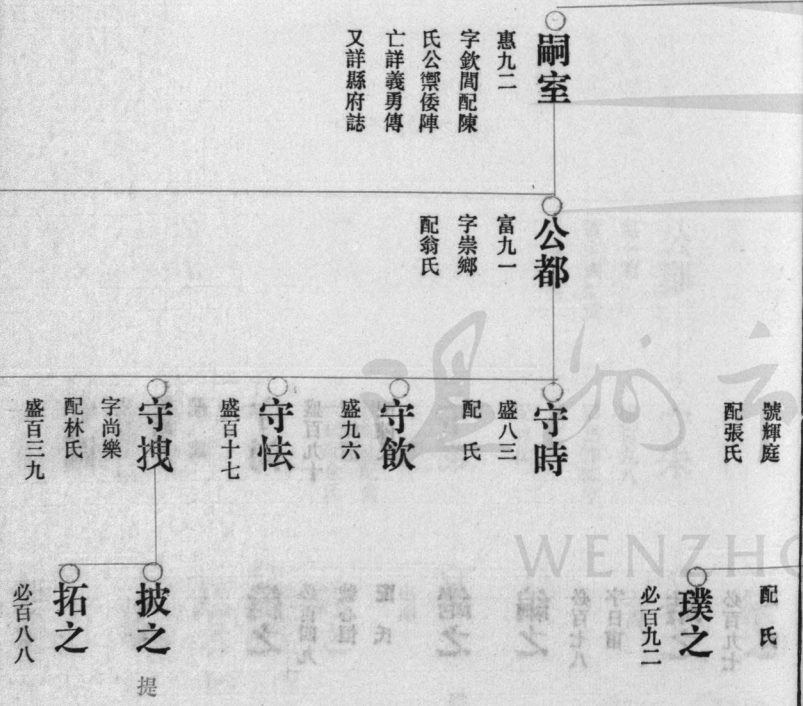 嗣室
惠九二
字欽閭配陳
氏公禦倭陣
亡詳義勇傳
又詳縣府誌
公都
富九一
字崇鄉
配翁氏
號輝庭
配張氏
守時
盛八三
配 氏
守飲
盛九六
守怯
盛百十七
守拽
字尚樂
配林氏
盛百三九
配 氏
璞之
必百九二
披之
提
拓之
必百八八
WENZHO